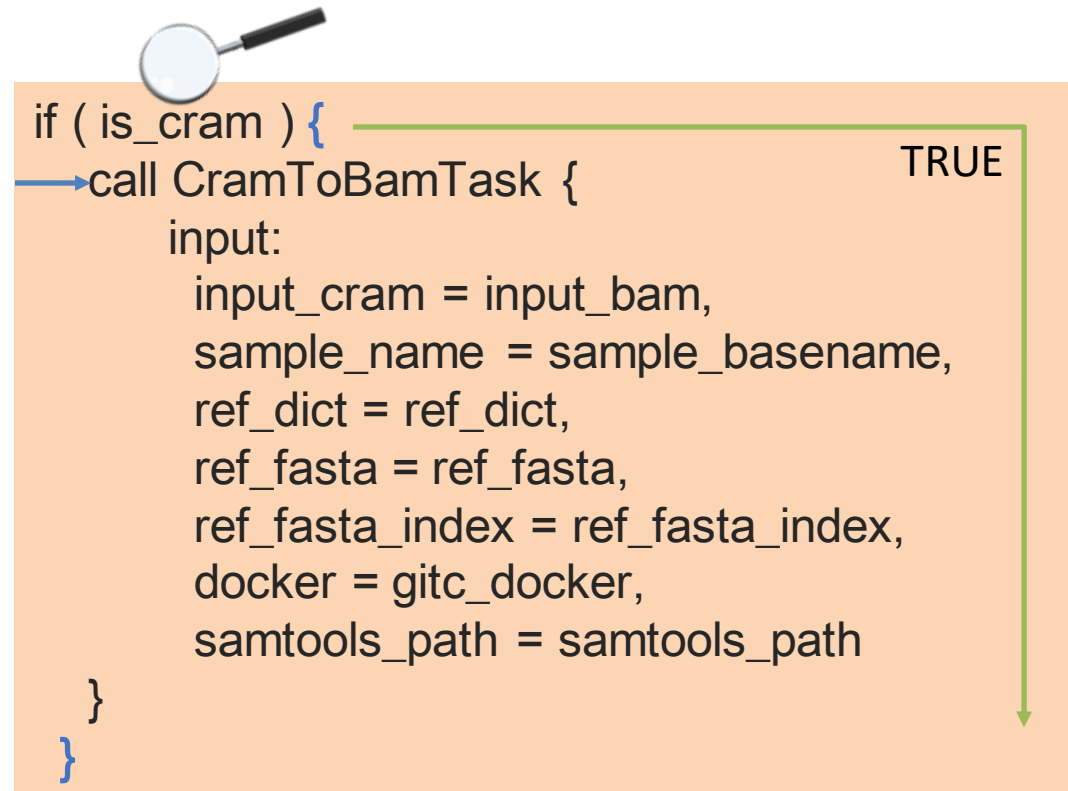 if ( is_cram ) {
TRUE
call CramToBamTask {
input:
input_cram = input_bam,
sample_name = sample_basename,
ref_dict = ref_dict,
ref_fasta = ref_fasta,
ref_fasta_index = ref_fasta_index,
docker = gitc_docker,
samtools_path = samtools_path
}
}